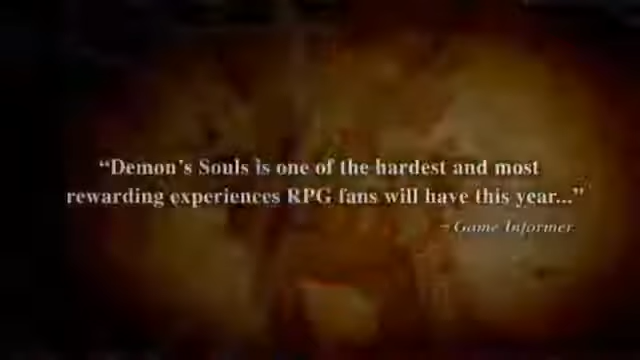 “Demon's Souls is one of the hardest and most
rewarding experiences RPG fans will have this year...”
- Game Informer